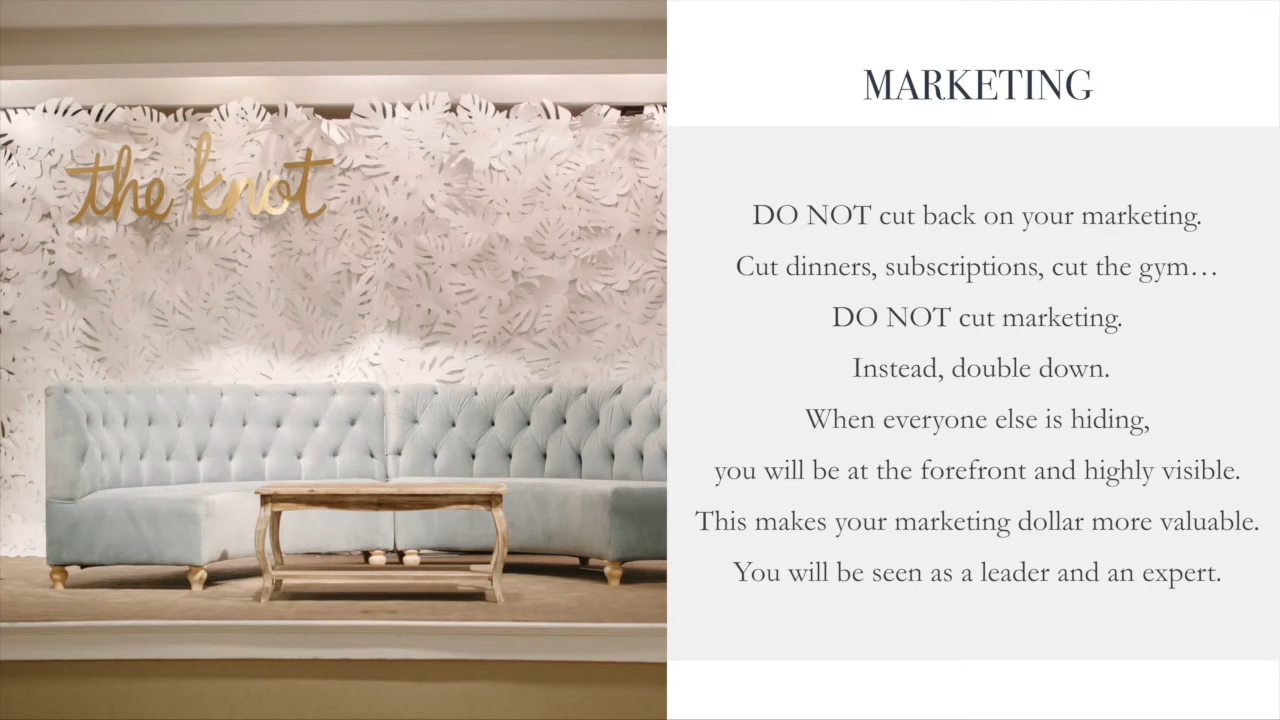 the knot
MARKETING
DO NOT cut back on your marketing.
Cut dinners, subscriptions, cut the gym…
DO NOT cut marketing.
Instead, double down.
When everyone else is hiding,
you will be at the forefront and highly visible.
This makes your marketing dollar more valuable.
You will be seen as a leader and an expert.